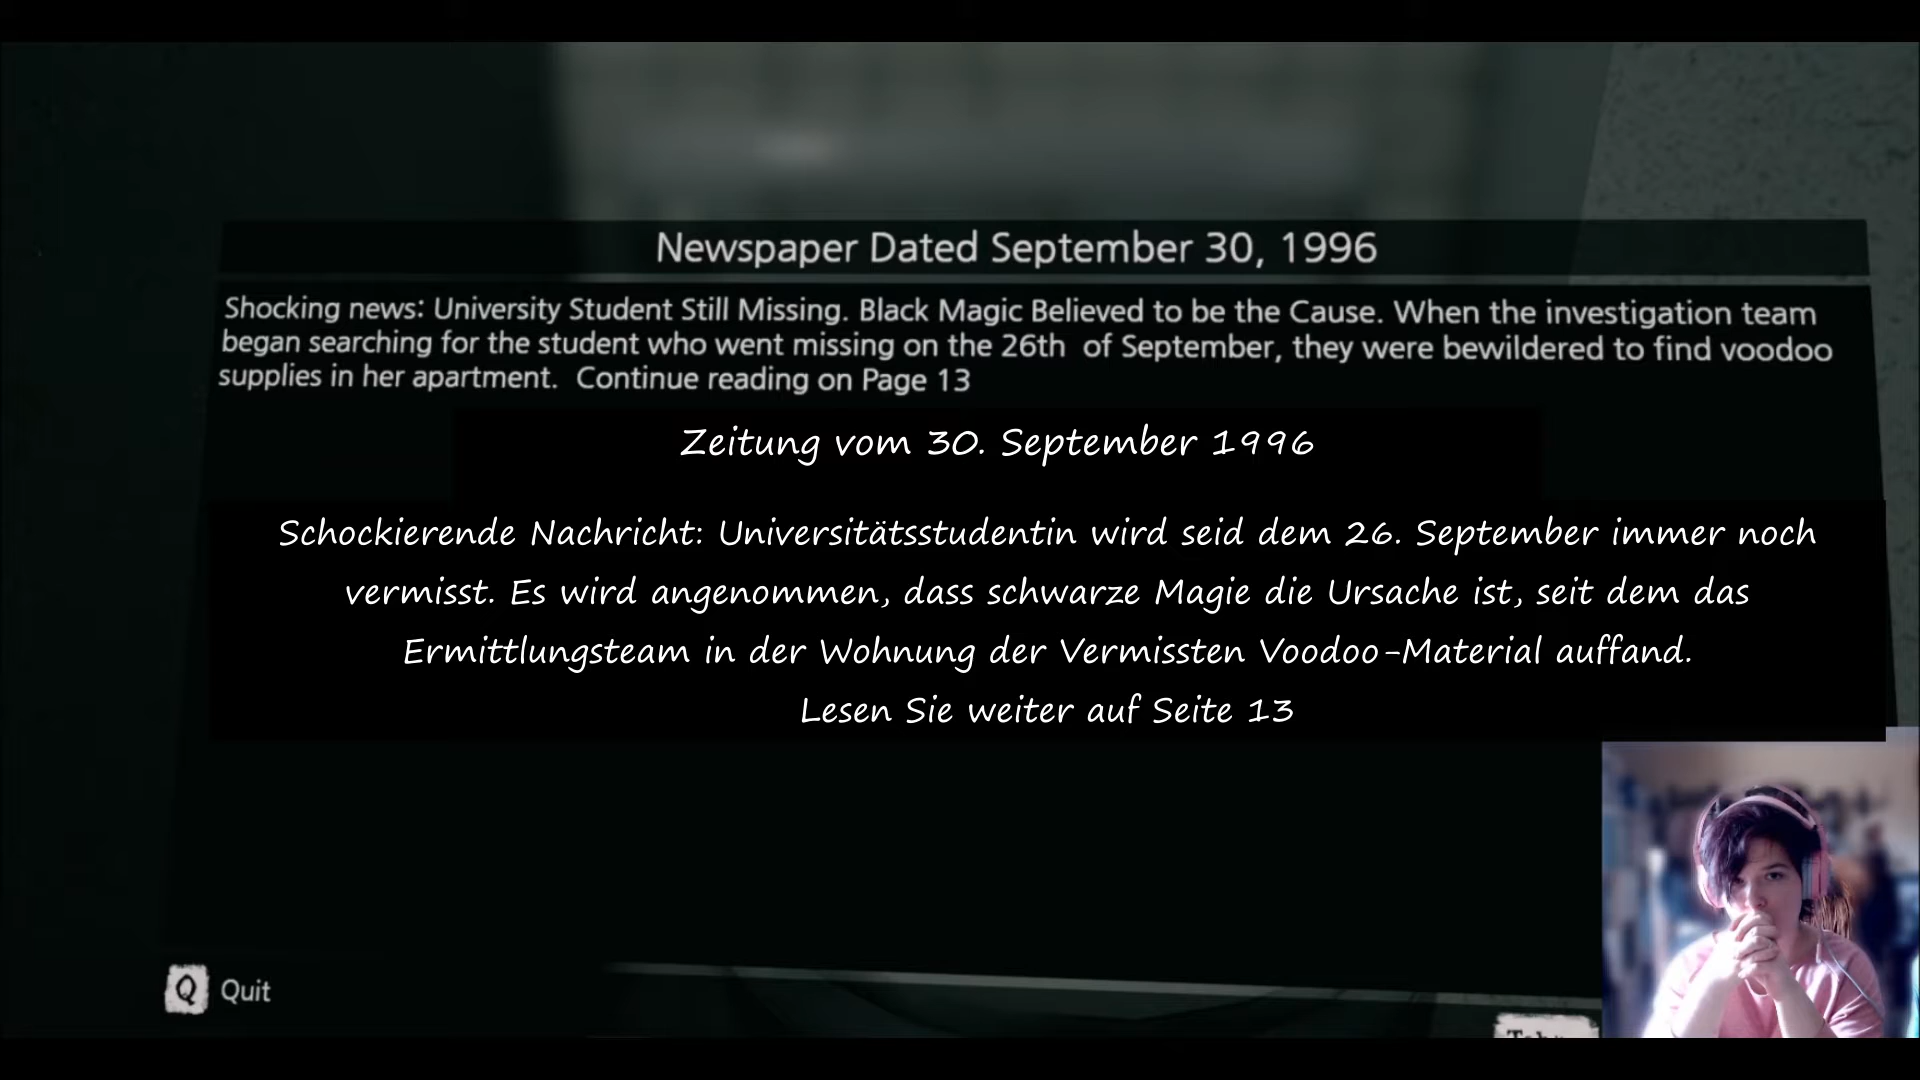 Newspaper Dated September 30, 1996
Shocking news: University Student Still Missing. Black Magic Believed to be the Cause. When the investigation team
began searching for the student who went missing on the 26th of September, they were bewildered to find voodoo
supplies in her apartment. Continue reading on Page 13
Zeitung vom 30. September 1996
Schockierende Nachricht: Universitätsstudentin wird seid dem 26. September immer noch
vermisst. Es wird angenommen, dass schwarze Magie die Ursache ist, seit dem das
Ermittlungsteam in der Wohnung der Vermissten Voodoo-Material auffand.
Lesen Sie weiter auf Seite 13
Q Quit